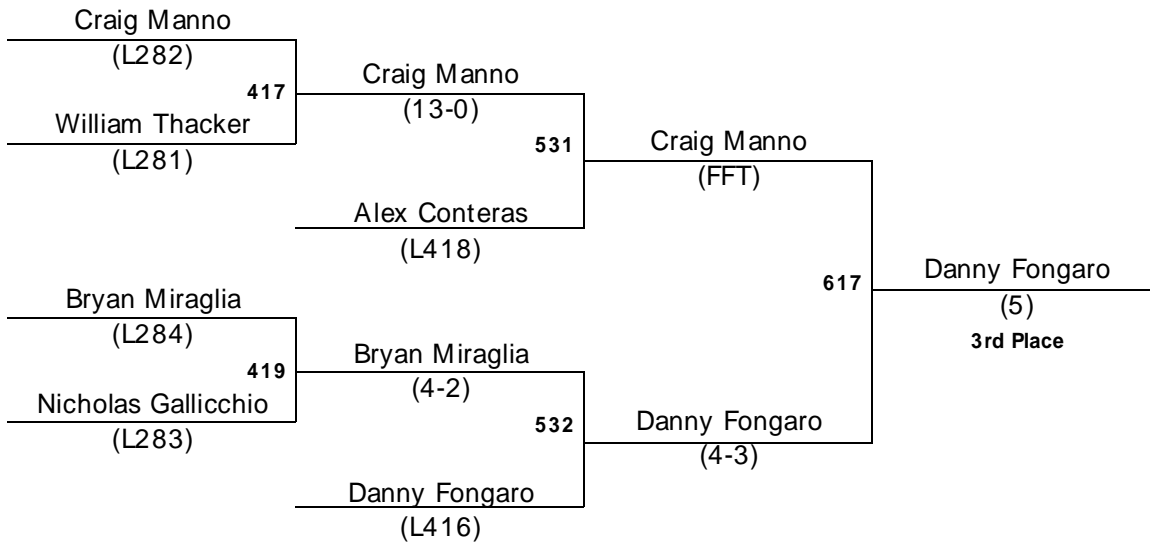 Craig Manno
(L282)
417
William Thacker
(L281)
Craig Manno
(13-0)
531
Alex Conteras
(L418)
Craig Manno
(FFT)
617
Bryan Miraglia
(L284)
419
Nicholas Gallicchio
(L283)
Bryan Miraglia
(4-2)
532
Danny Fongaro
(L416)
Danny Fongaro
(4-3)
Danny Fongaro
(5)
3rd Place